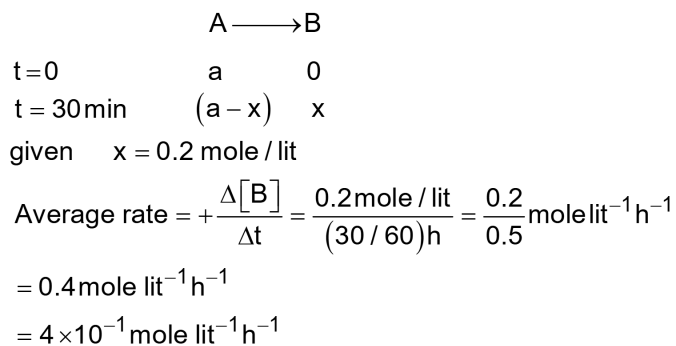 A ⟶ B
t = 0 a 0
t = 30 min (a − x) x
given x = 0.2 mole / lit
Average rate = + Δ[B] / Δt = 0.2 mole / lit / (30 / 60) h = 0.2 / 0.5 mole lit⁻¹ h⁻¹
= 0.4 mole lit⁻¹ h⁻¹
= 4 × 10⁻¹ mole lit⁻¹ h⁻¹